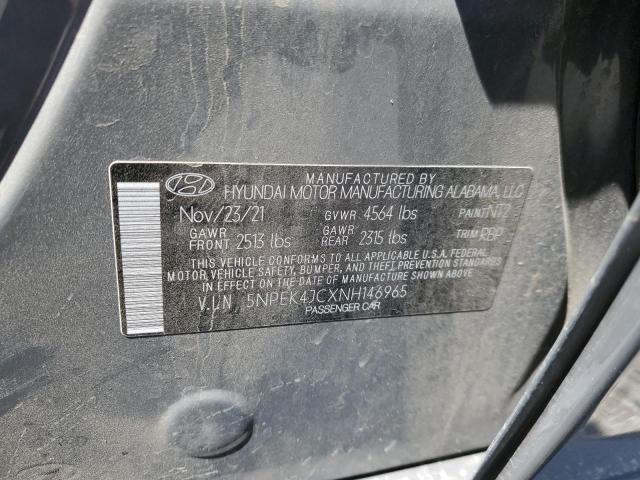 MANUFACTURED BY
HYUNDAI MOTOR MANUFACTURING ALABAMA, LLC
Nov/23/21 GVWR 4564 lbs PAINT NT2
GAWR FRONT 2513 lbs GAWR REAR 2315 lbs TRIM RBP
THIS VEHICLE CONFORMS TO ALL APPLICABLE U.S.A. FEDERAL
MOTOR VEHICLE SAFETY, BUMPER, AND THEFT PREVENTION STANDARDS
IN EFFECT ON THE DATE OF MANUFACTURE SHOWN ABOVE.
V.I.N 5NPEK4JCXNH146965
PASSENGER CAR